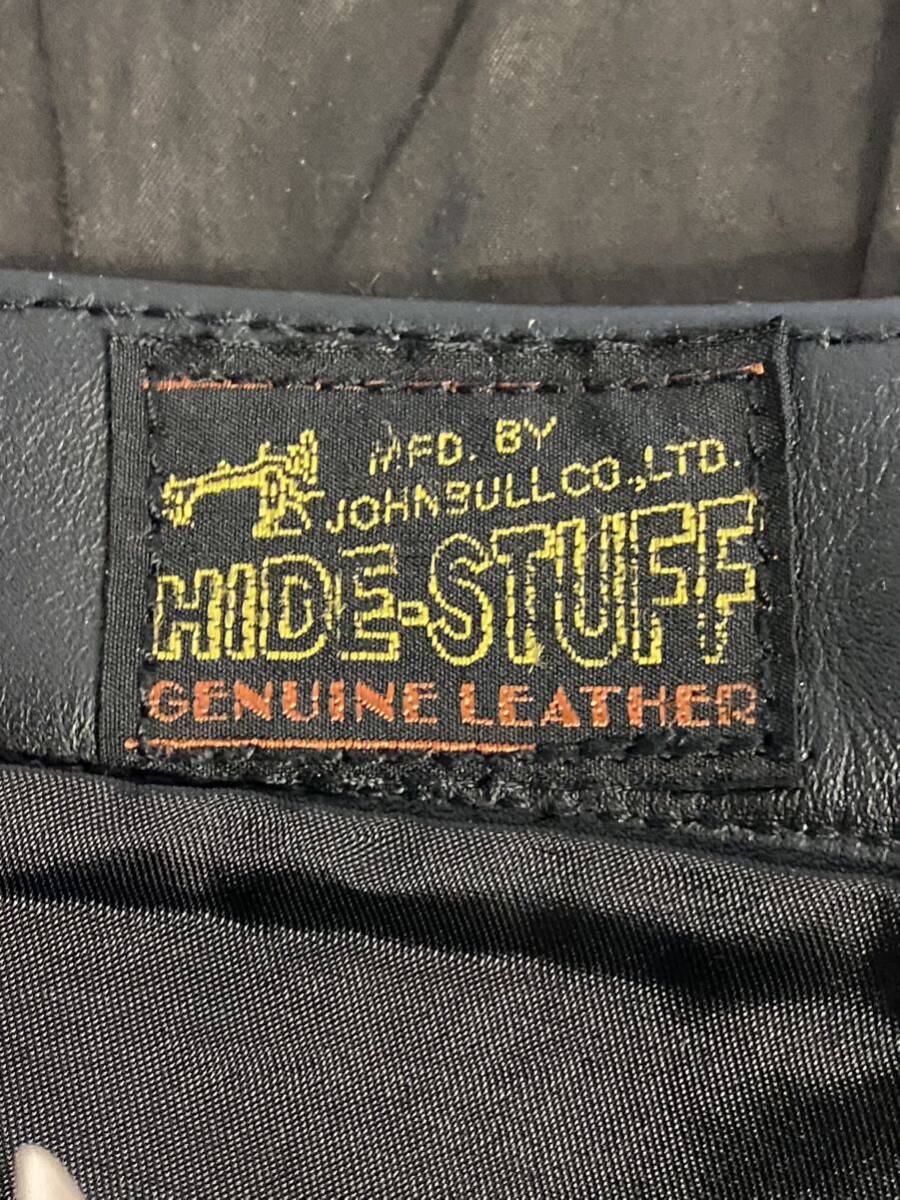 MFD. BY
JOHNBULL CO., LTD.
HIDE-STUFF
GENUINE LEATHER